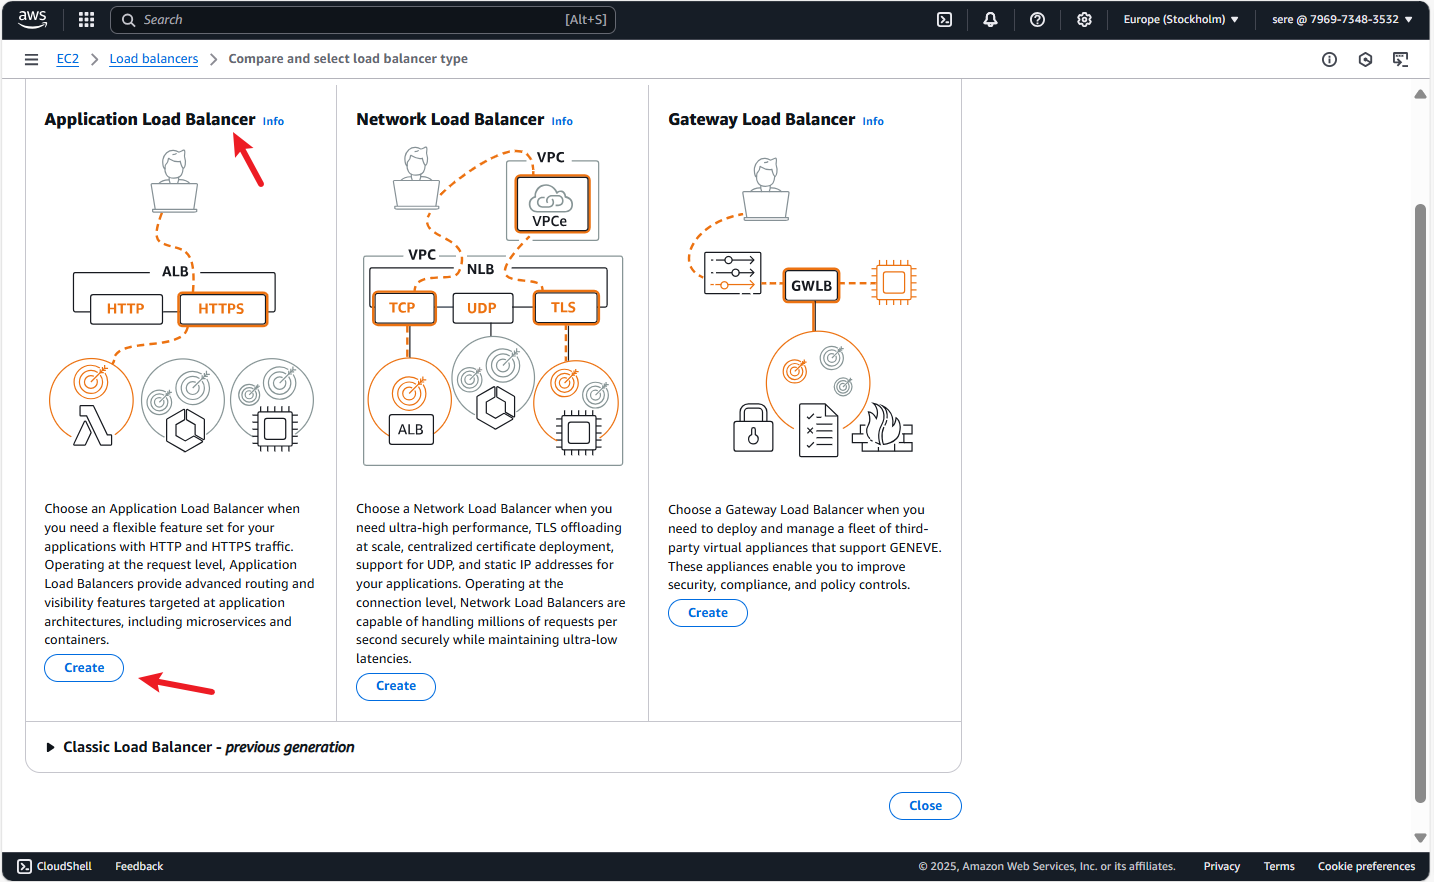 aws
Search
[Alt+S]
Europe (Stockholm)
sere @ 7969-7348-3532
EC2
Load balancers
Compare and select load balancer type
Application Load Balancer Info
ALB
HTTP
HTTPS
Choose an Application Load Balancer when
you need a flexible feature set for your
applications with HTTP and HTTPS traffic.
Operating at the request level, Application
Load Balancers provide advanced routing and
visibility features targeted at application
architectures, including microservices and
containers.
Create
Network Load Balancer Info
VPC
VPCe
VPC
NLB
TCP
UDP
TLS
ALB
Choose a Network Load Balancer when you
need ultra-high performance, TLS offloading
at scale, centralized certificate deployment,
support for UDP, and static IP addresses for
your applications. Operating at the
connection level, Network Load Balancers are
capable of handling millions of requests per
second securely while maintaining ultra-low
latencies.
Create
Gateway Load Balancer Info
GWLB
Choose a Gateway Load Balancer when you
need to deploy and manage a fleet of third-
party virtual appliances that support GENEVE.
These appliances enable you to improve
security, compliance, and policy controls.
Create
Classic Load Balancer - previous generation
Close
CloudShell
Feedback
© 2025, Amazon Web Services, Inc. or its affiliates.
Privacy
Terms
Cookie preferences